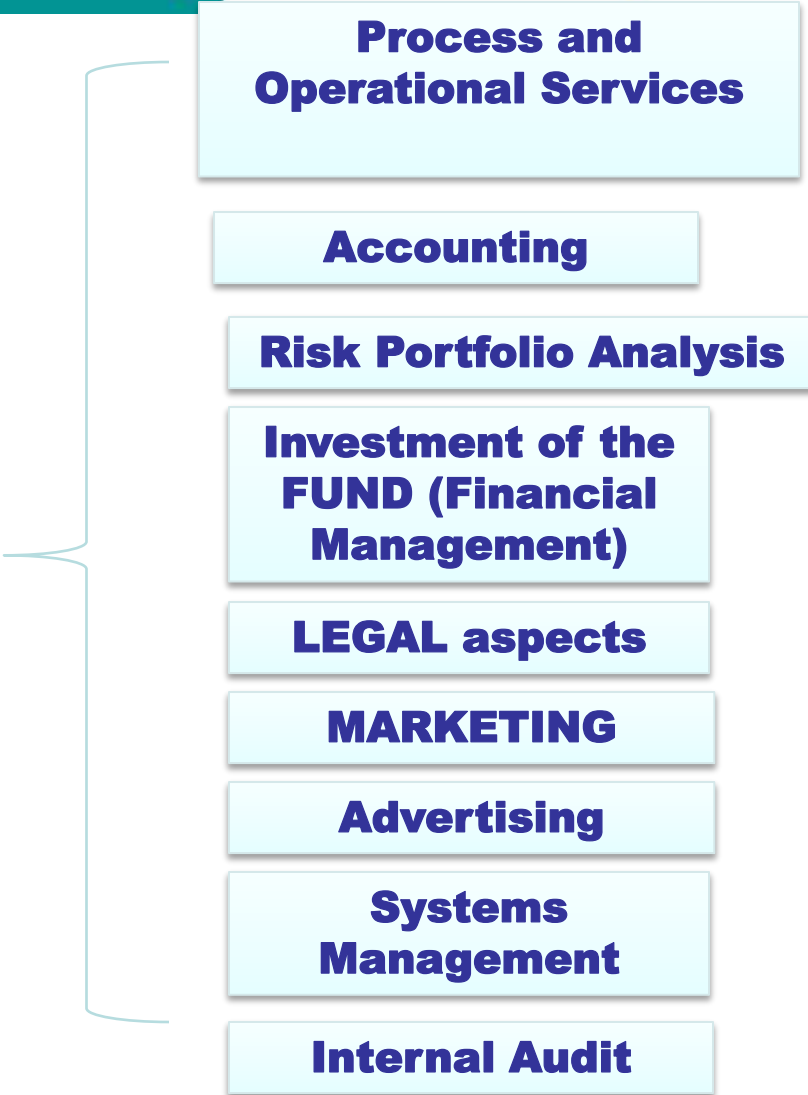 Process and
Operational Services
Accounting
Risk Portfolio Analysis
Investment of the
FUND (Financial
Management)
LEGAL aspects
MARKETING
Advertising
Systems
Management
Internal Audit